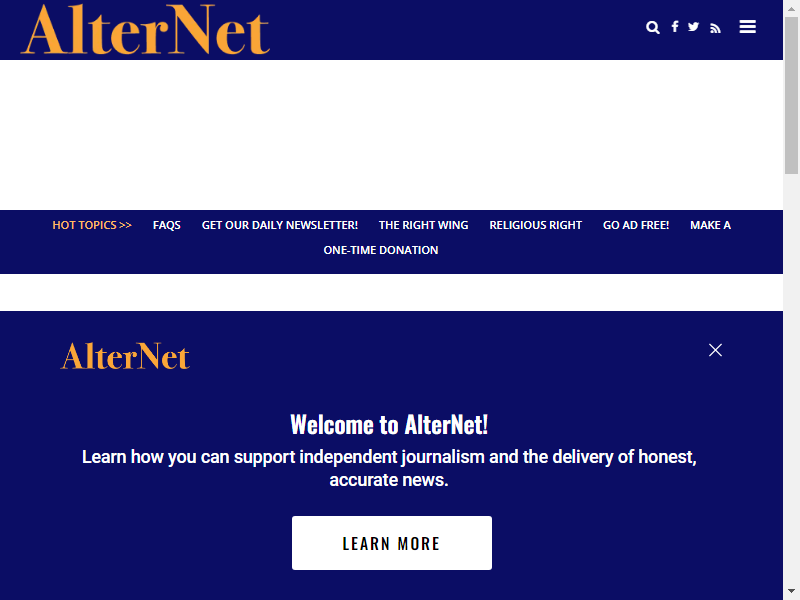 AlterNet
HOT TOPICS >> FAQS GET OUR DAILY NEWSLETTER! THE RIGHT WING RELIGIOUS RIGHT GO AD FREE! MAKE A
ONE-TIME DONATION
AlterNet
Welcome to AlterNet!
Learn how you can support independent journalism and the delivery of honest,
accurate news.
LEARN MORE